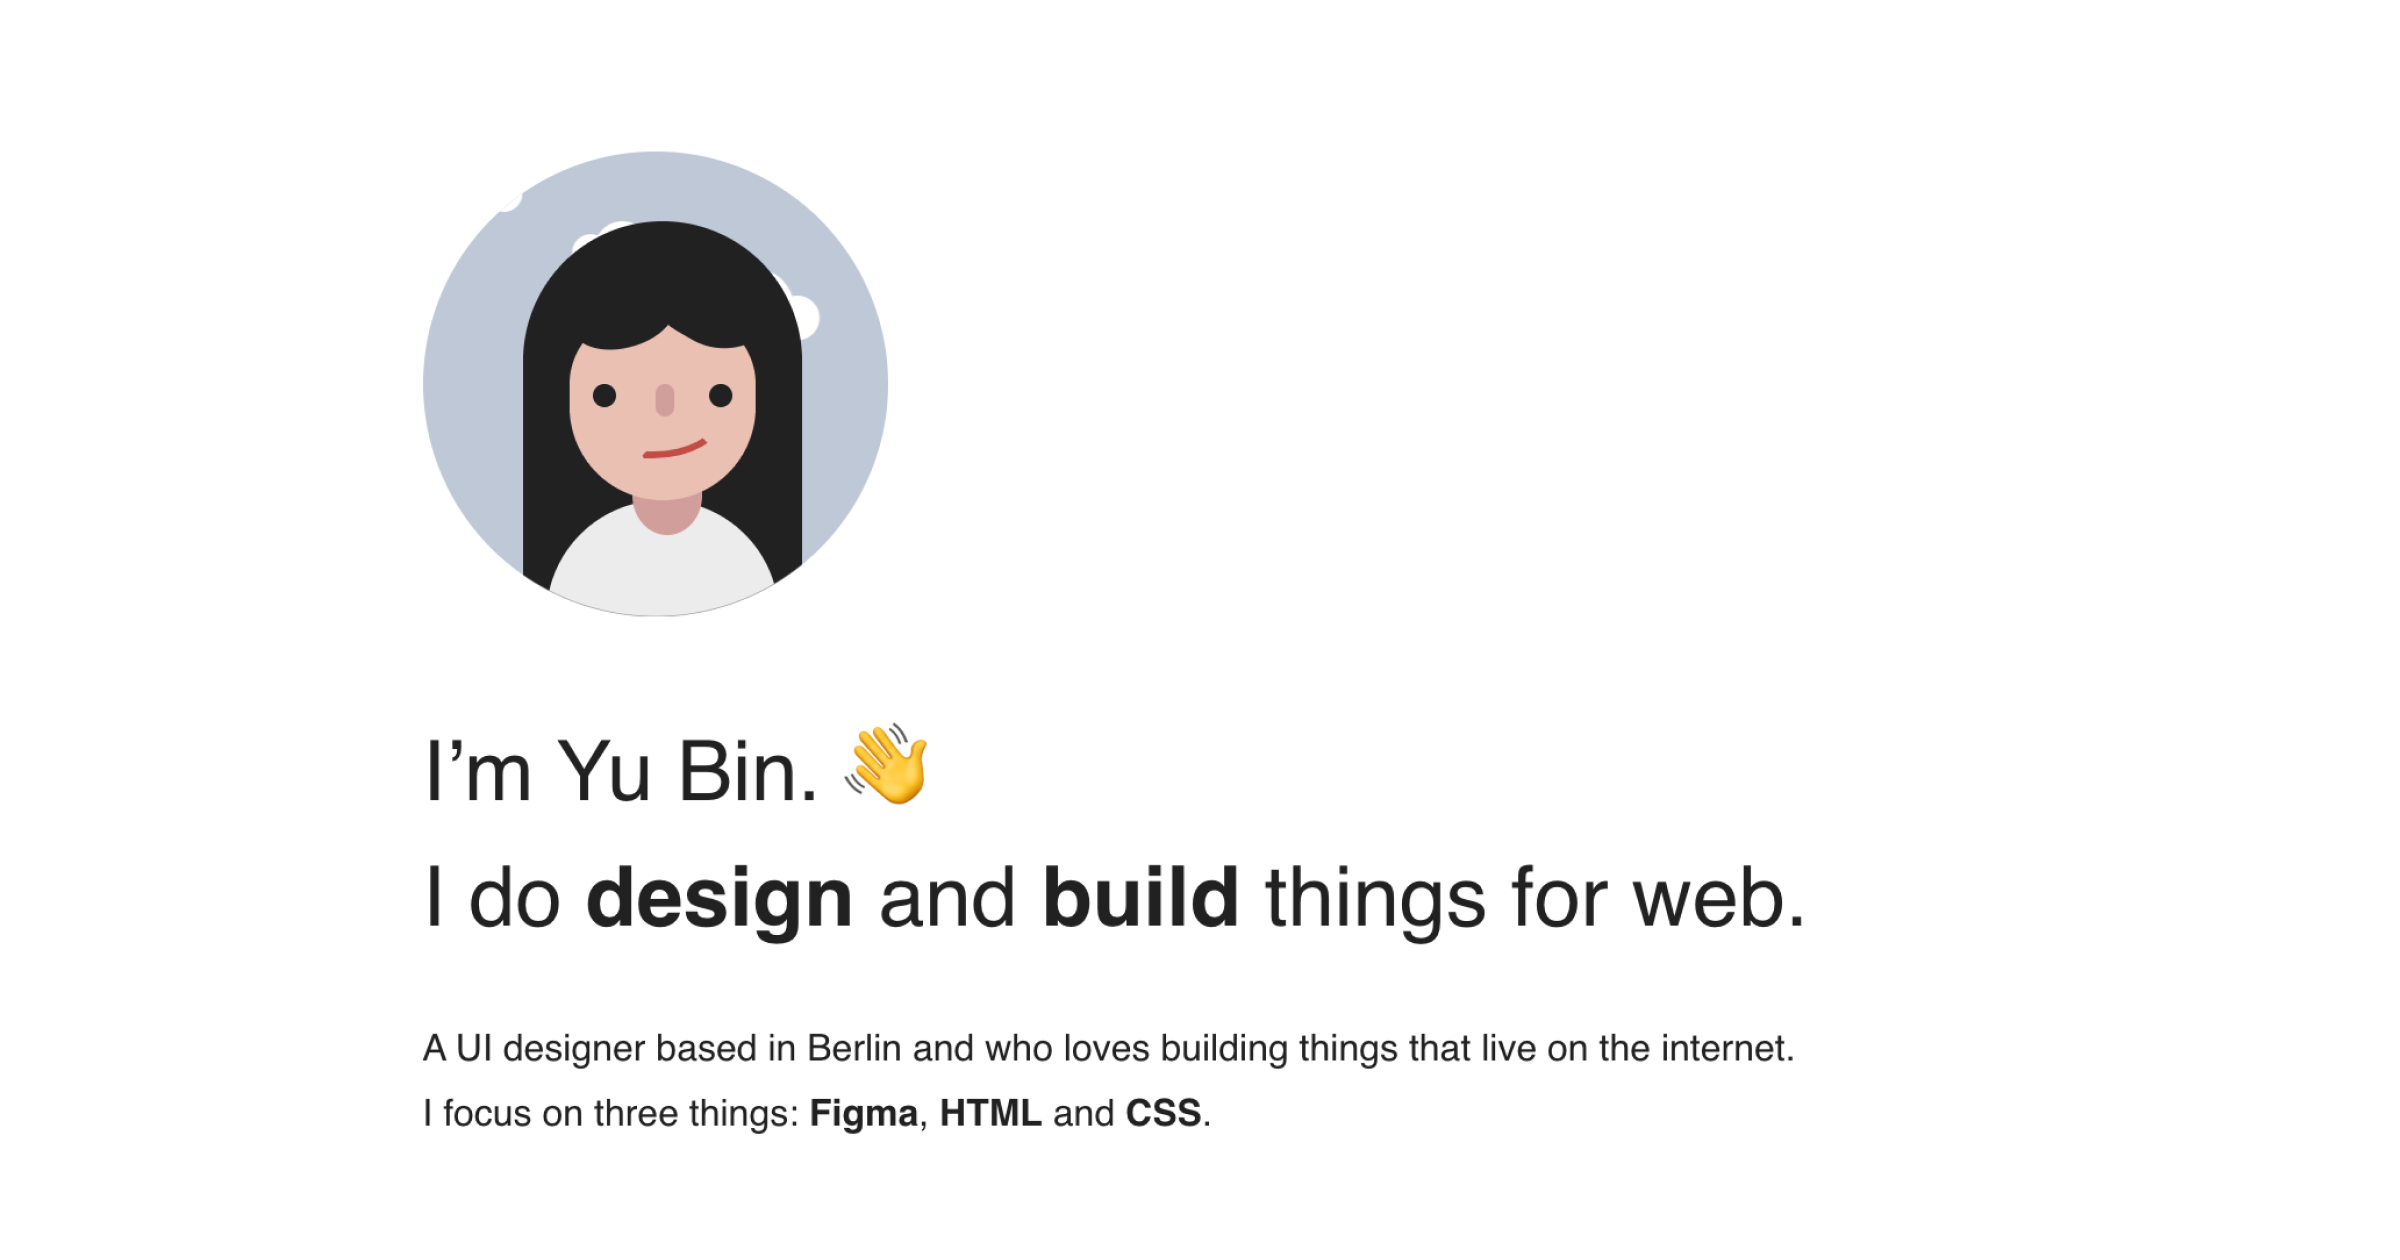 I’m Yu Bin. 👋
I do design and build things for web.
A UI designer based in Berlin and who loves building things that live on the internet.
I focus on three things: Figma, HTML and CSS.